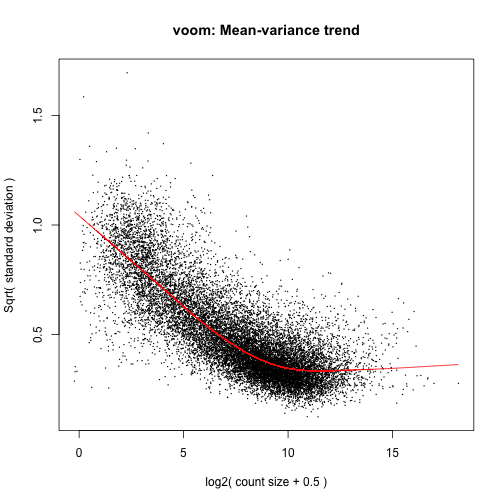 voom: Mean-variance trend
Sqrt( standard deviation )
1.5
1.0
0.5
0 5 10 15
log2( count size + 0.5 )